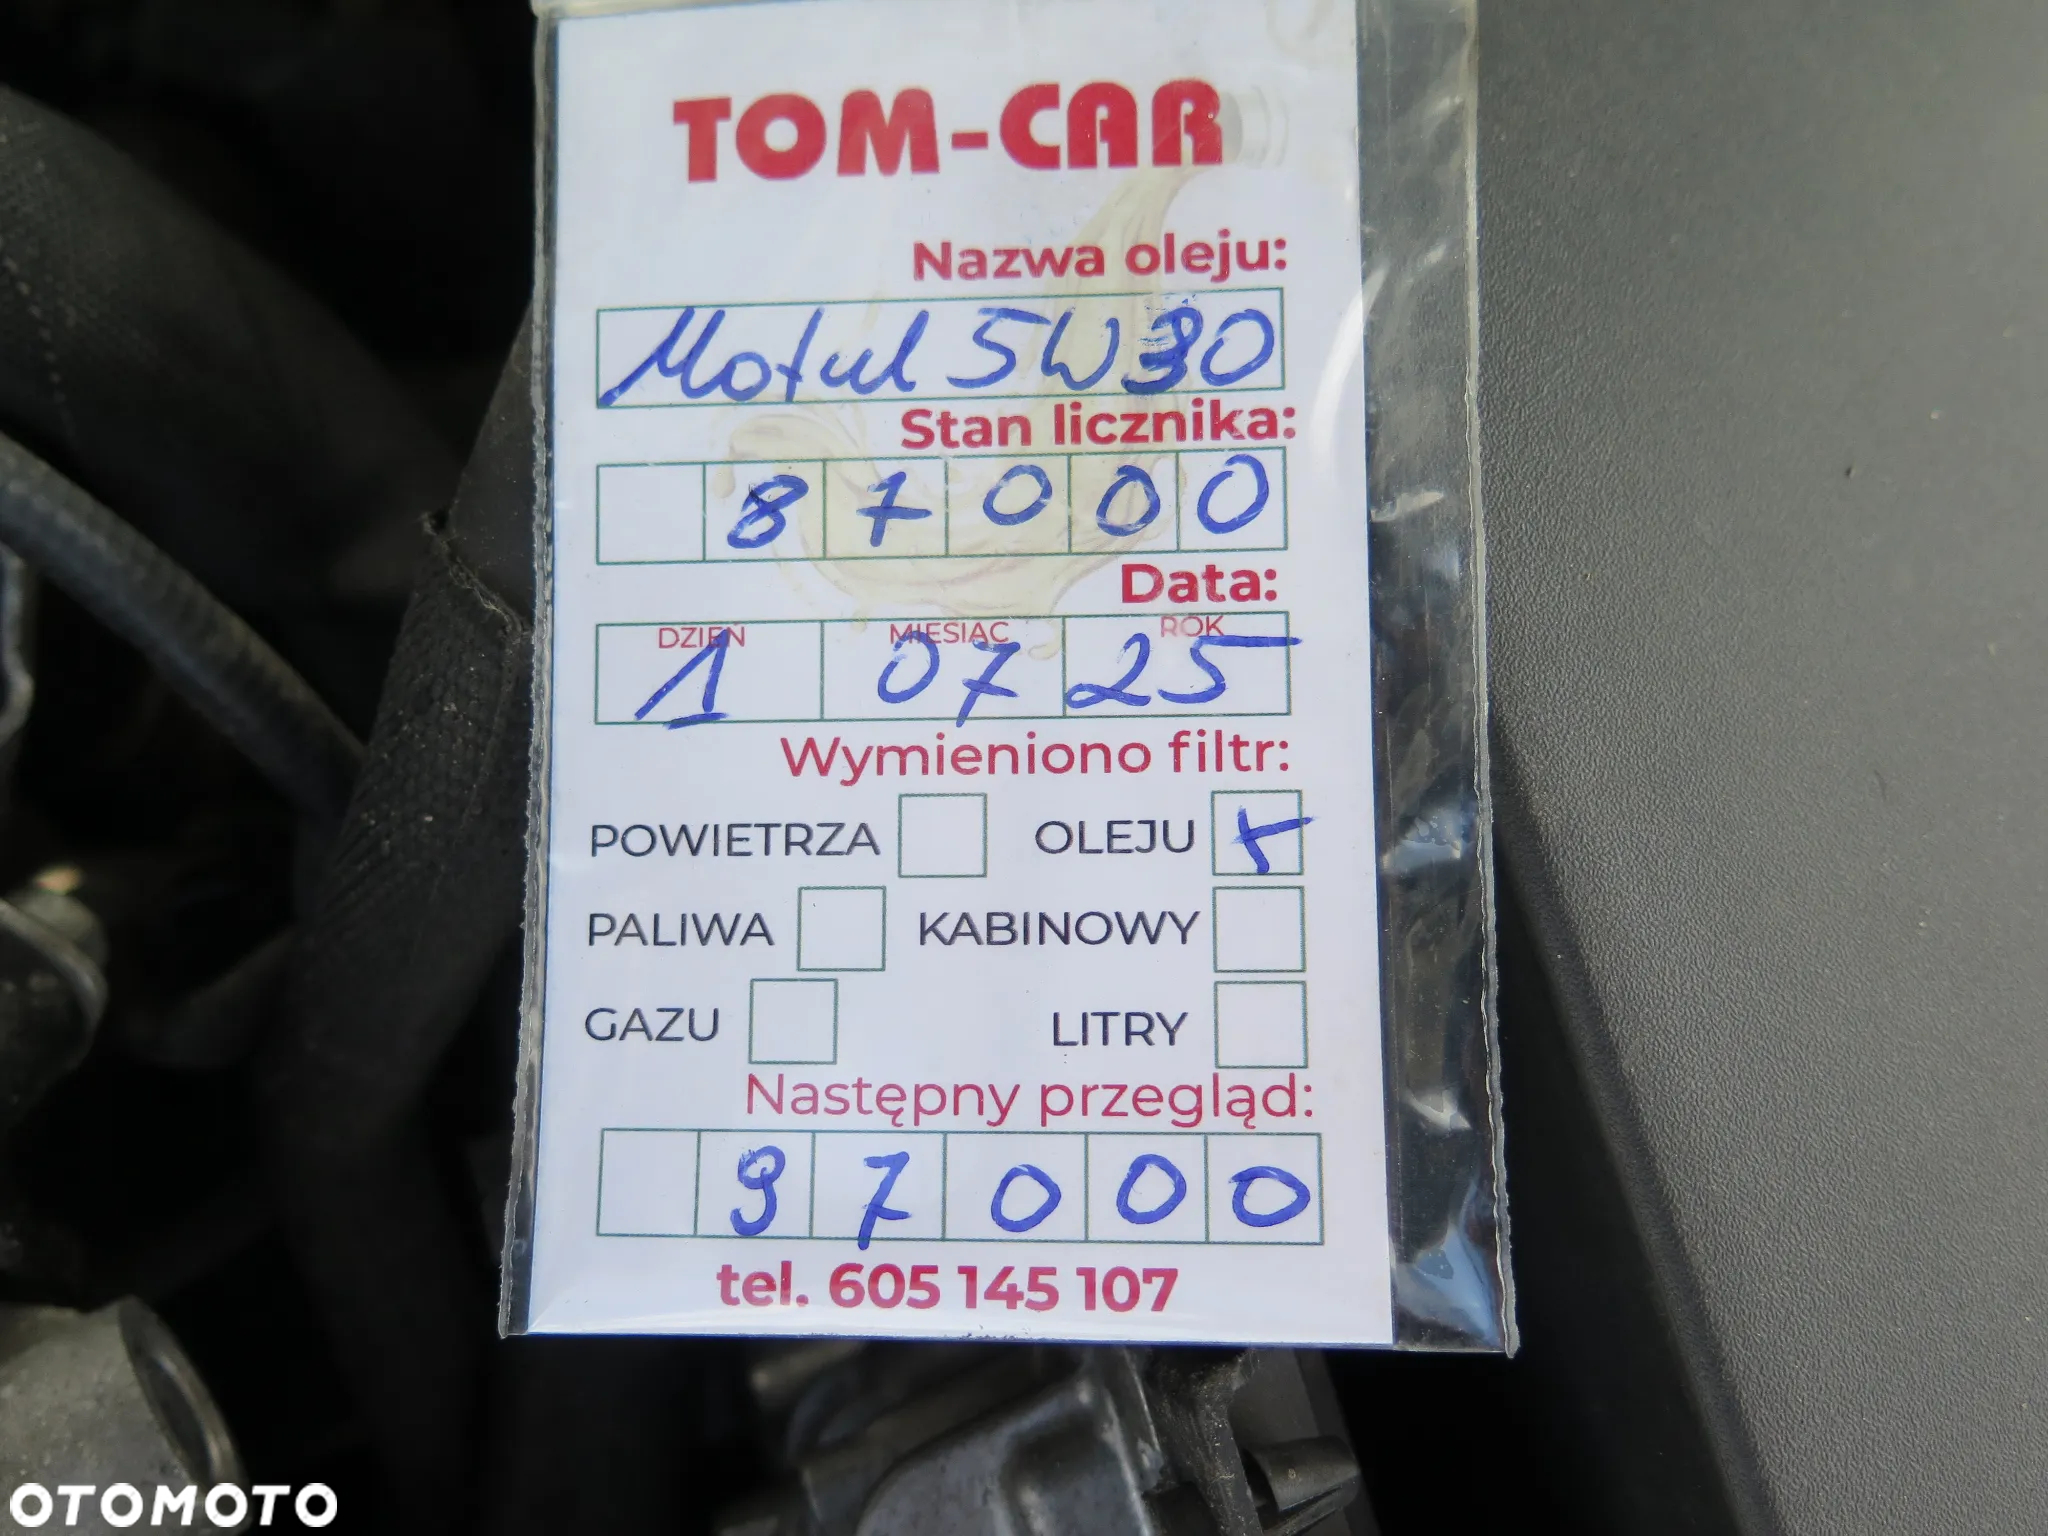 TOM-CAR
Nazwa oleju:
Motul 5W30
Stan licznika:
87000
Data:
DZIEŃ MIESIĄC ROK
1 07 25
Wymieniono filtr:
POWIETRZA OLEJU x
PALIWA KABINOWY
GAZU LITRY
Następny przegląd:
97000
tel. 605 145 107
OTOMOTO